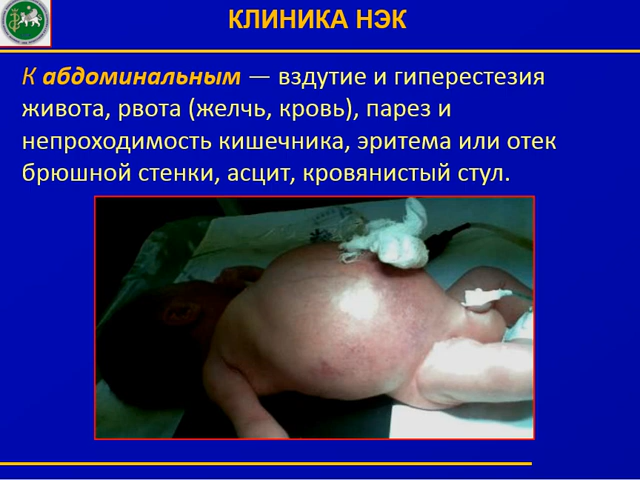 КЛИНИКА НЭК
К абдоминальным — вздутие и гиперестезия
живота, рвота (желчь, кровь), парез и
непроходимость кишечника, эритема или отек
брюшной стенки, асцит, кровянистый стул.